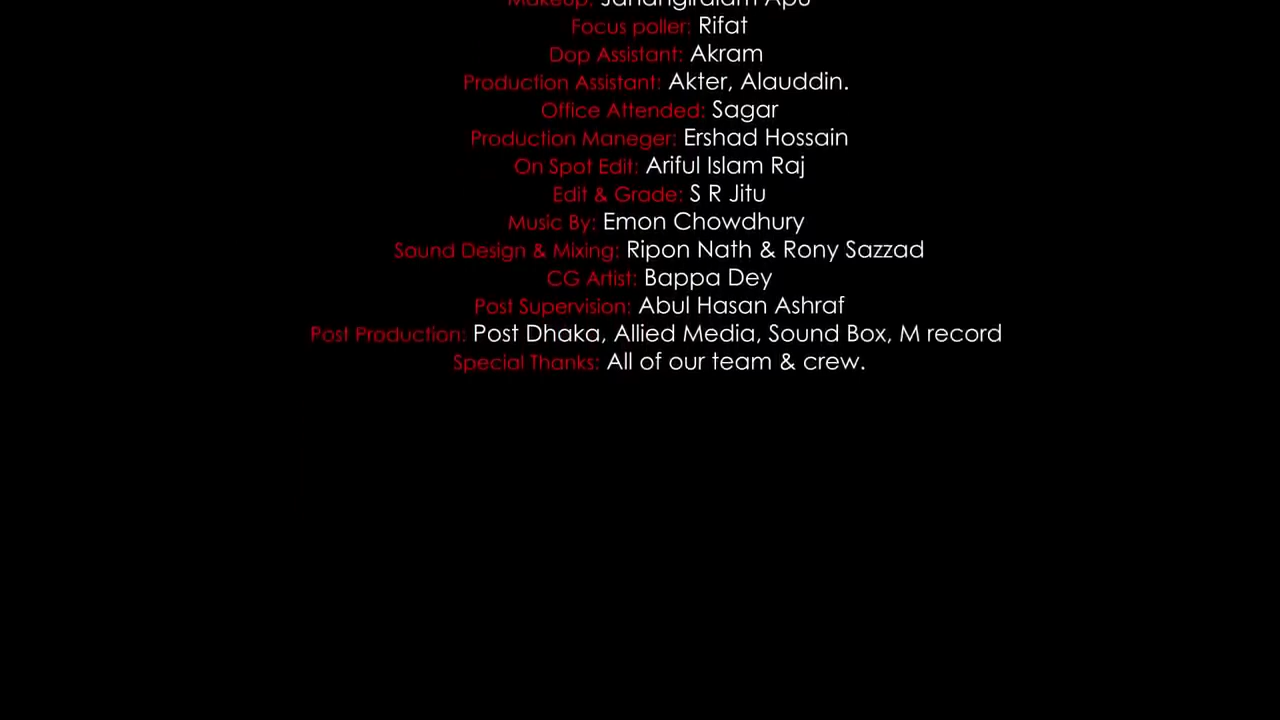 Makeup: Jahangiralam Apu
Focus poller: Rifat
Dop Assistant: Akram
Production Assistant: Akter, Alauddin.
Office Attended: Sagar
Production Maneger: Ershad Hossain
On Spot Edit: Ariful Islam Raj
Edit & Grade: S R Jitu
Music By: Emon Chowdhury
Sound Design & Mixing: Ripon Nath & Rony Sazzad
CG Artist: Bappa Dey
Post Supervision: Abul Hasan Ashraf
Post Production: Post Dhaka, Allied Media, Sound Box, M record
Special Thanks: All of our team & crew.